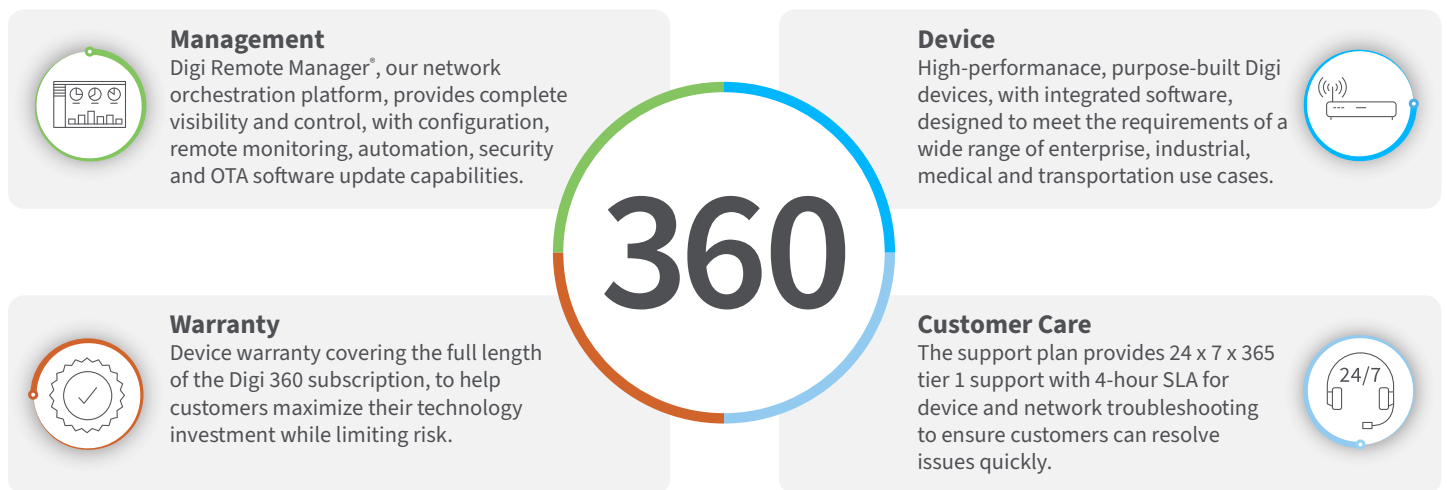 Management
Digi Remote Manager®, our network
orchestration platform, provides complete
visibility and control, with configuration,
remote monitoring, automation, security
and OTA software update capabilities.
Device
High-performanace, purpose-built Digi
devices, with integrated software,
designed to meet the requirements of a
wide range of enterprise, industrial,
medical and transportation use cases.
360
Warranty
Device warranty covering the full length
of the Digi 360 subscription, to help
customers maximize their technology
investment while limiting risk.
Customer Care
The support plan provides 24 x 7 x 365
tier 1 support with 4-hour SLA for
device and network troubleshooting
to ensure customers can resolve
issues quickly.
24/7